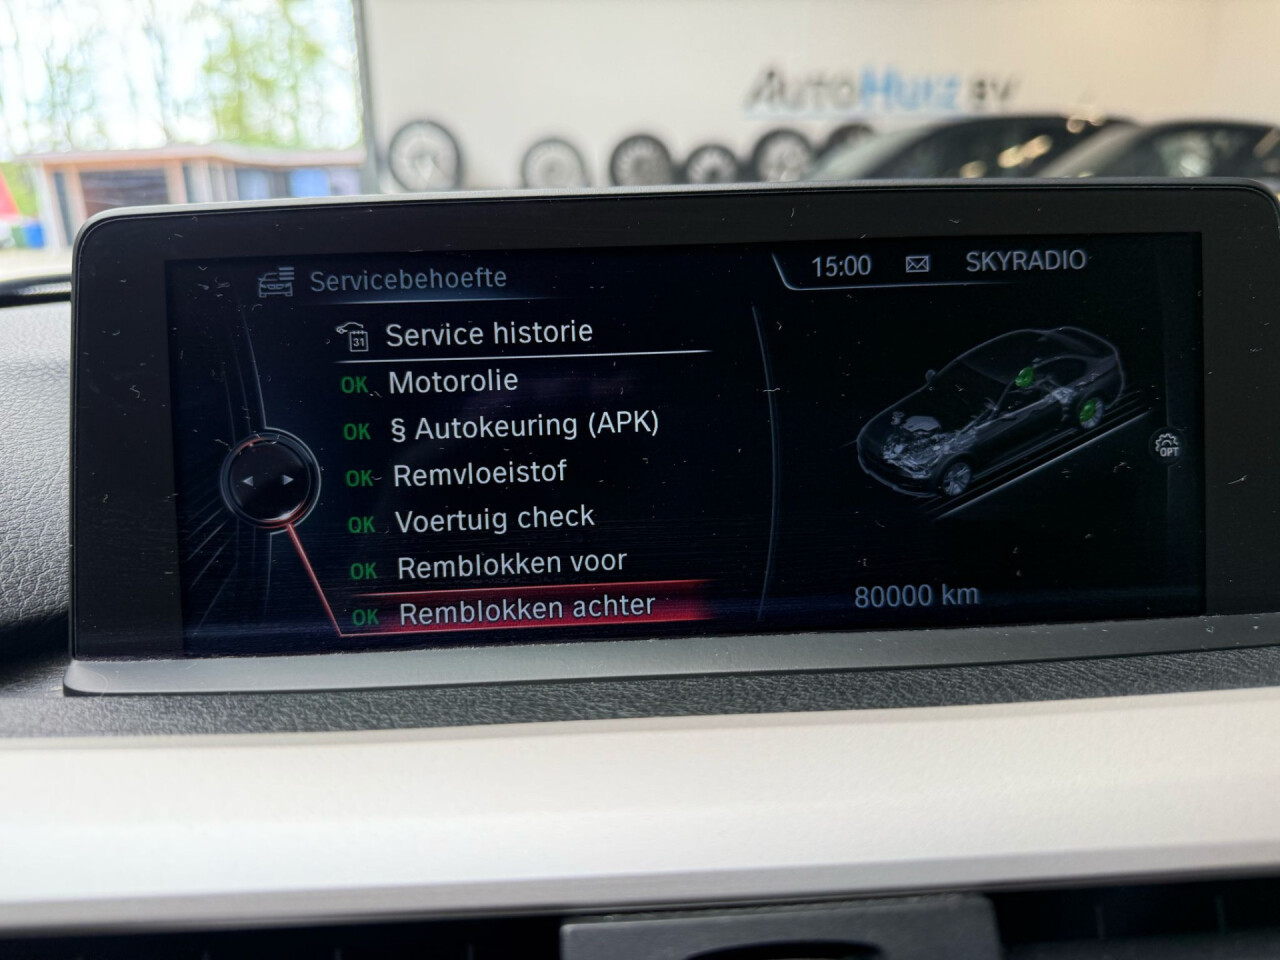 AutoHuiz BV
Servicebehoefte
15:00 SKYRADIO
31 Service historie
OK Motorolie
OK § Autokeuring (APK)
OK Remvloeistof
OK Voertuig check
OK Remblokken voor
OK Remblokken achter
OPT
80000 km